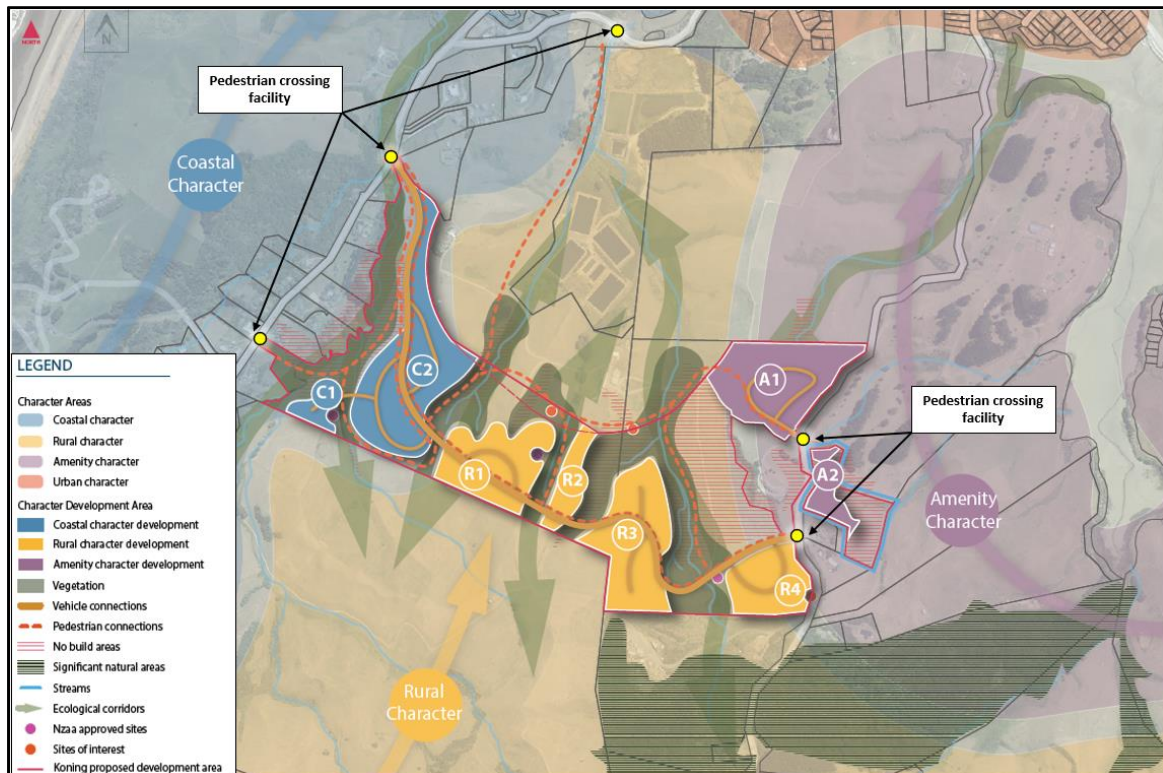 NORTH
N
Pedestrian crossing
facility
Coastal
Character
C1
C2
R1
R2
R3
R4
A1
A2
Pedestrian crossing
facility
Amenity
Character
Rural
Character
LEGEND
Character Areas
Coastal character
Rural character
Amenity character
Urban character
Character Development Area
Coastal character development
Rural character development
Amenity character development
Vegetation
Vehicle connections
Pedestrian connections
No build areas
Significant natural areas
Streams
Ecological corridors
Nzaa approved sites
Sites of interest
Koning proposed development area